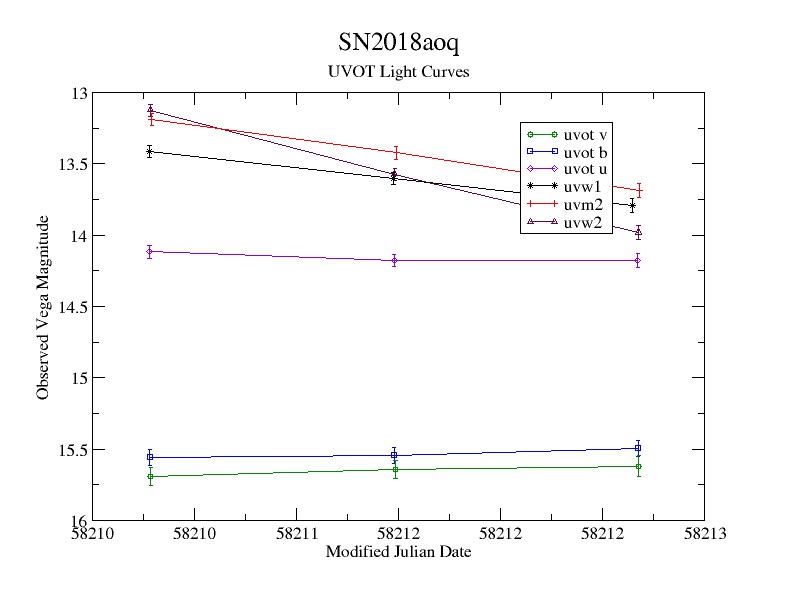 SN2018aoq
UVOT Light Curves
13
13.5
14
14.5
15
15.5
16
Observed Vega Magnitude
uvot v
uvot b
uvot u
uvw1
uvm2
uvw2
58210 58210 58211 58212 58212 58212 58213
Modified Julian Date